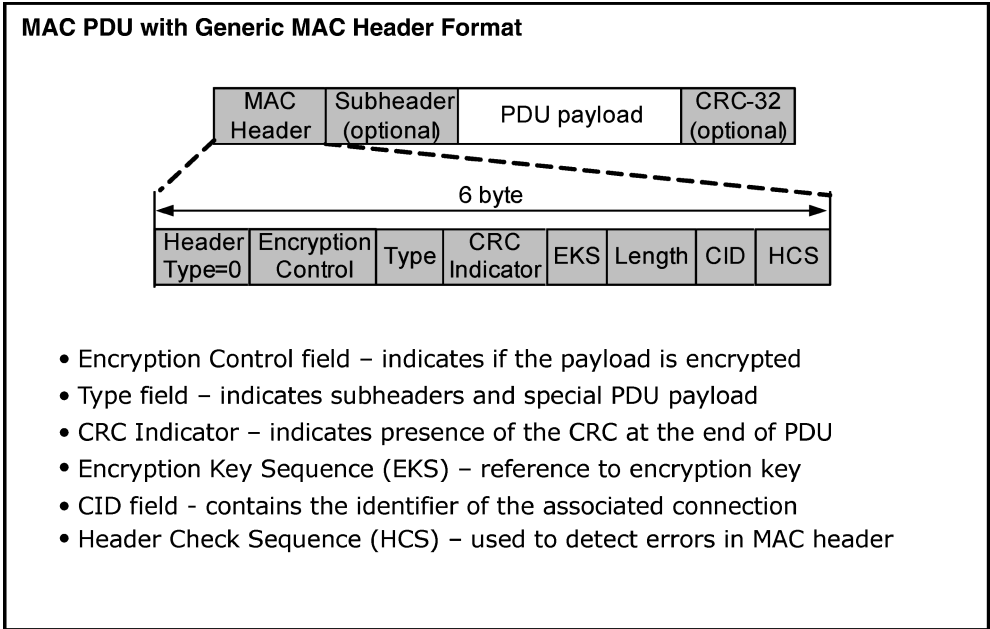 MAC PDU with Generic MAC Header Format
MAC Header
Subheader (optional)
PDU payload
CRC-32 (optional)
6 byte
Header Type=0
Encryption Control
Type
CRC Indicator
EKS
Length
CID
HCS
• Encryption Control field – indicates if the payload is encrypted
• Type field – indicates subheaders and special PDU payload
• CRC Indicator – indicates presence of the CRC at the end of PDU
• Encryption Key Sequence (EKS) – reference to encryption key
• CID field - contains the identifier of the associated connection
• Header Check Sequence (HCS) – used to detect errors in MAC header